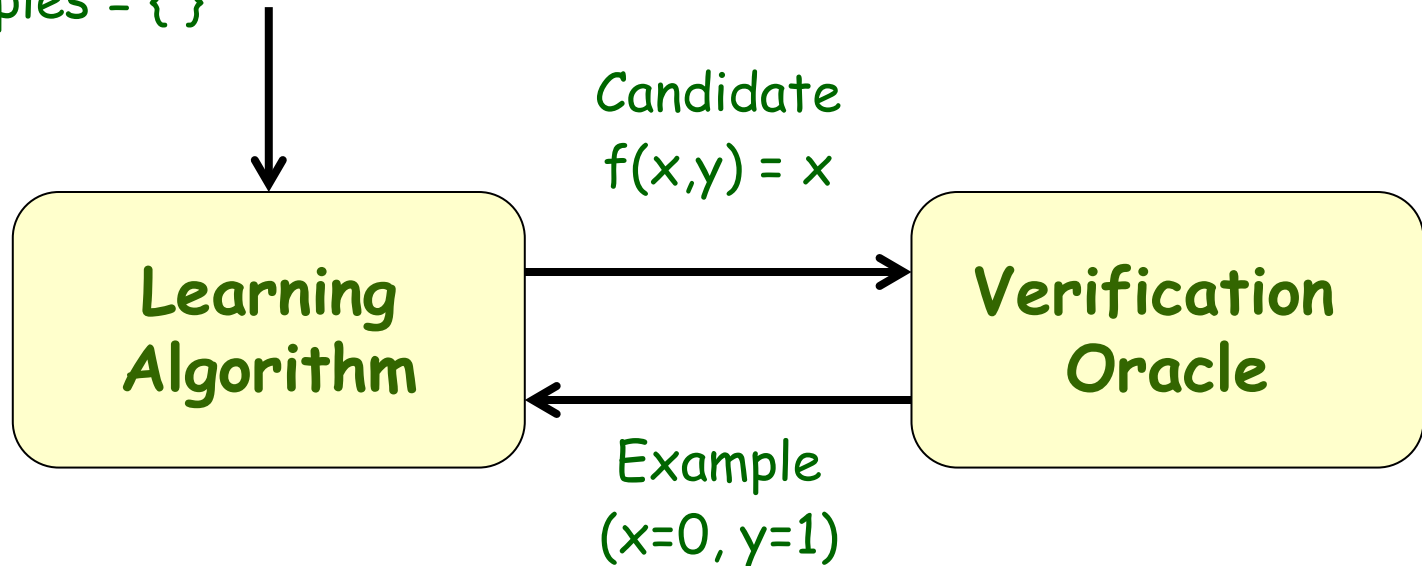 = { }
Candidate
f(x,y) = x
Learning
Algorithm
Verification
Oracle
Example
(x=0, y=1)